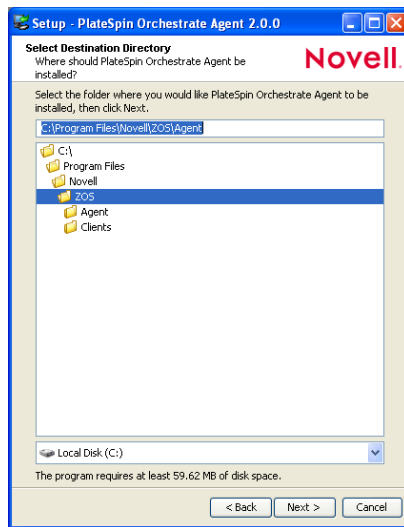 Setup - PlateSpin Orchestrate Agent 2.0.0
Select Destination Directory
Where should PlateSpin Orchestrate Agent be
installed?
Novell.
Select the folder where you would like PlateSpin Orchestrate Agent to be
installed, then click Next.
C:\Program Files\Novell\ZOS\Agent
C:\
Program Files
Novell
ZOS
Agent
Clients
Local Disk (C:)
The program requires at least 59.62 MB of disk space.
< Back Next > Cancel